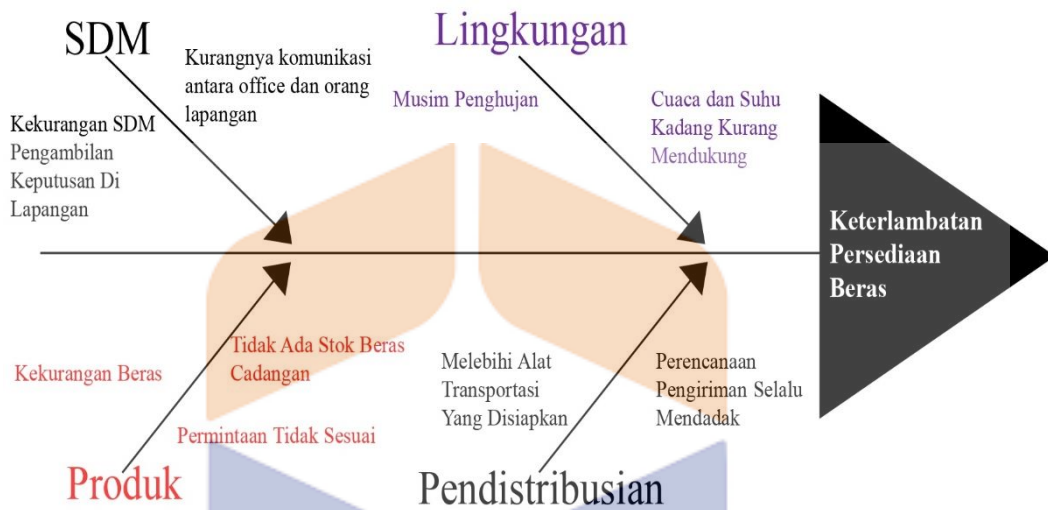 SDM
Kurangnya komunikasi
antara office dan orang
lapangan
Kekurangan SDM
Pengambilan
Keputusan Di
Lapangan
Lingkungan
Musim Penghujan
Cuaca dan Suhu
Kadang Kurang
Mendukung
Keterlambatan
Persediaan
Beras
Kekurangan Beras
Tidak Ada Stok Beras
Cadangan
Permintaan Tidak Sesuai
Produk
Melebihi Alat
Transportasi
Yang Disiapkan
Perencanaan
Pengiriman Selalu
Mendadak
Pendistribusian